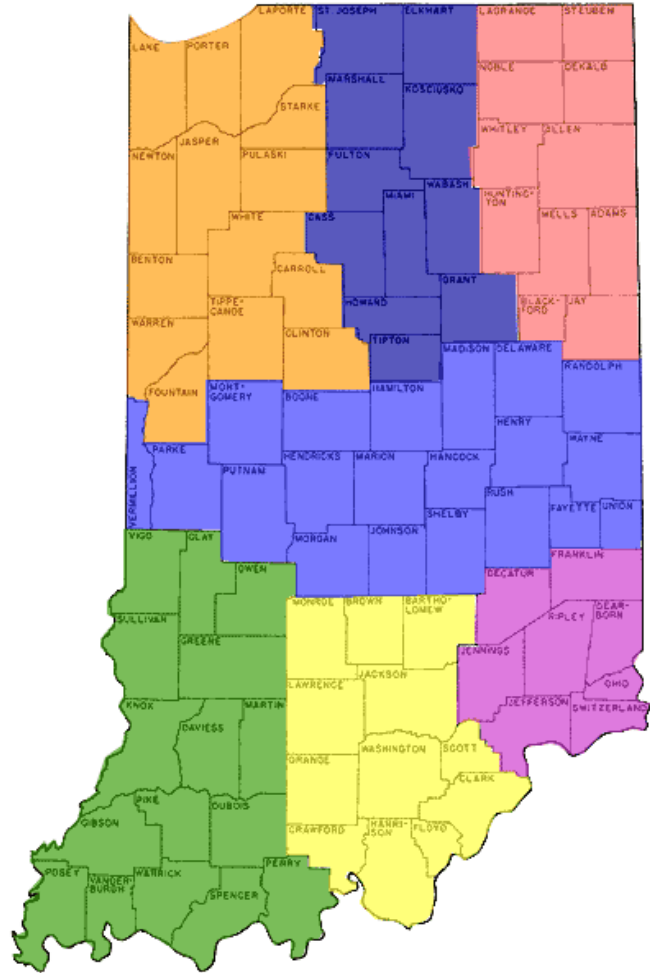 LAPORTE
ST. JOSEPH
ELKHART
LAGRANGE
STEUBEN
LAKE
PORTER
NOBLE
DEKALB
MARSHALL
KOSCIUSKO
STARKE
WHITLEY
ALLEN
JASPER
NEWTON
PULASKI
FULTON
WABASH
MIAMI
HUNTING-
TON
WHITE
CASS
WELLS
ADAMS
BENTON
CARROLL
GRANT
TIPPE-
CANOE
HOWARD
BLACK-
FORD
JAY
WARREN
CLINTON
TIPTON
MADISON
DELAWARE
RANDOLPH
FOUNTAIN
MONT-
GOMERY
BOONE
HAMILTON
HENRY
WAYNE
PARKE
HENDRICKS
MARION
HANCOCK
PUTNAM
VERMILLION
RUSH
FAYETTE
UNION
SHELBY
VIGO
CLAY
MORGAN
JOHNSON
FRANKLIN
OWEN
DECATUR
MONROE
BROWN
BARTHO-
LOMEW
DEAR-
BORN
RIPLEY
SULLIVAN
GREENE
JENNINGS
JACKSON
LAWRENCE
OHIO
KNOX
MARTIN
JEFFERSON
SWITZERLAND
DAVIESS
WASHINGTON
SCOTT
ORANGE
CLARK
PIKE
DUBOIS
GIBSON
CRAWFORD
HARRI-
SON
FLOYD
PERRY
POSEY
VANDER-
BURGH
WARRICK
SPENCER